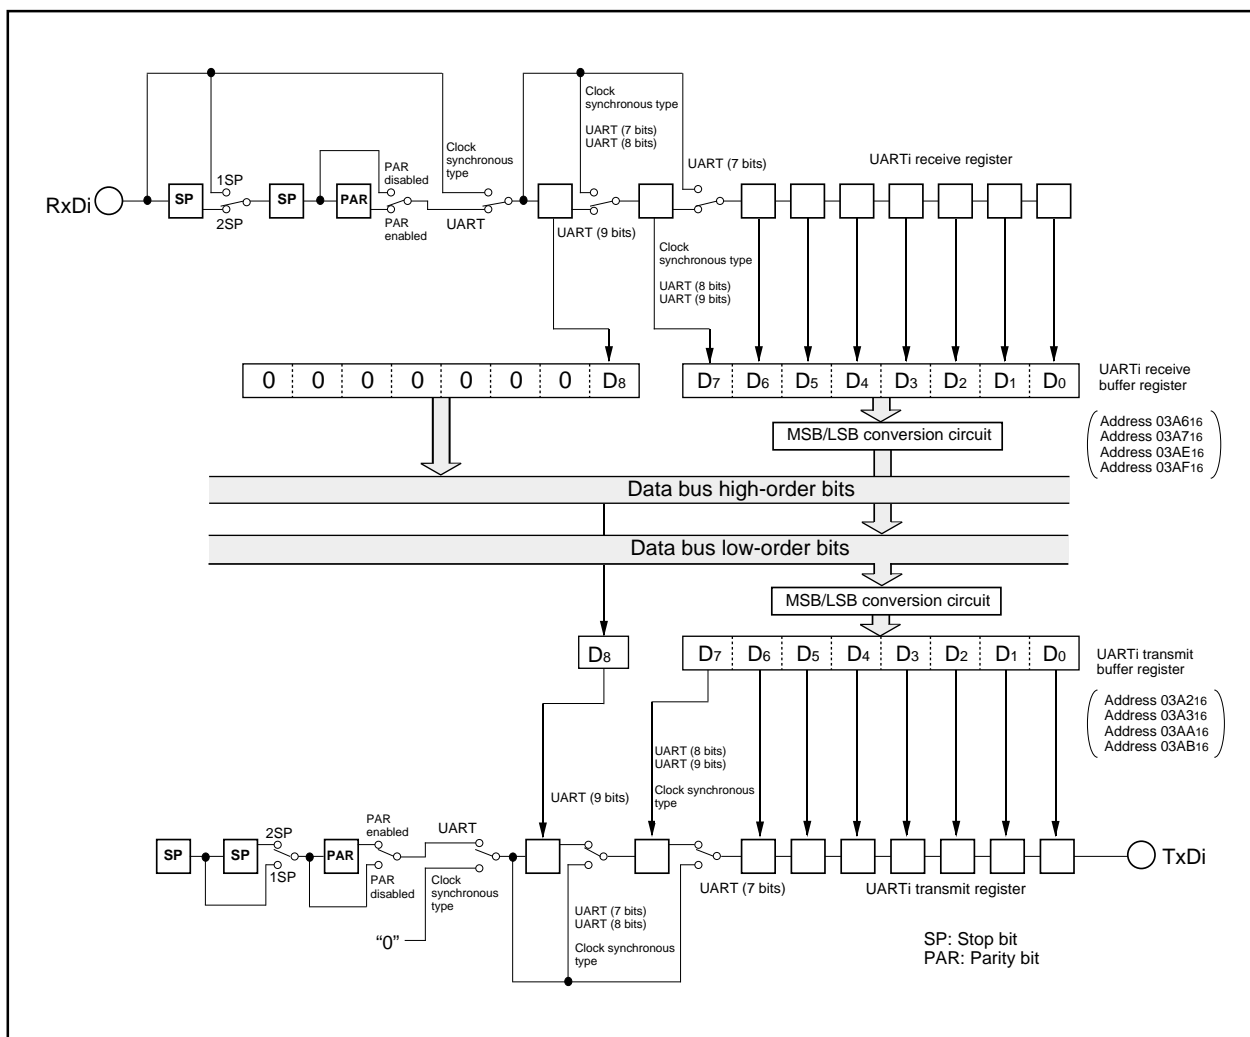 Clock
synchronous type
UART (7 bits)
UART (8 bits)
Clock
synchronous
type
UART (7 bits)
UARTi receive register
PAR
disabled
1SP
RxDi
SP
SP
PAR
2SP
PAR
enabled
UART
UART (9 bits)
Clock
synchronous type
UART (8 bits)
UART (9 bits)
0 0 0 0 0 0 0 D8
D7 D6 D5 D4 D3 D2 D1 D0
UARTi receive
buffer register
MSB/LSB conversion circuit
Address 03A616
Address 03A716
Address 03AE16
Address 03AF16
Data bus high-order bits
Data bus low-order bits
MSB/LSB conversion circuit
D8
D7 D6 D5 D4 D3 D2 D1 D0
UARTi transmit
buffer register
Address 03A216
Address 03A316
Address 03AA16
Address 03AB16
UART (8 bits)
UART (9 bits)
Clock synchronous
type
UART (9 bits)
PAR
enabled
2SP
UART
SP
SP
PAR
TxDi
1SP
PAR
disabled
Clock
synchronous
type
UART (7 bits)
UARTi transmit register
UART (7 bits)
UART (8 bits)
Clock synchronous
type
“0”
SP: Stop bit
PAR: Parity bit